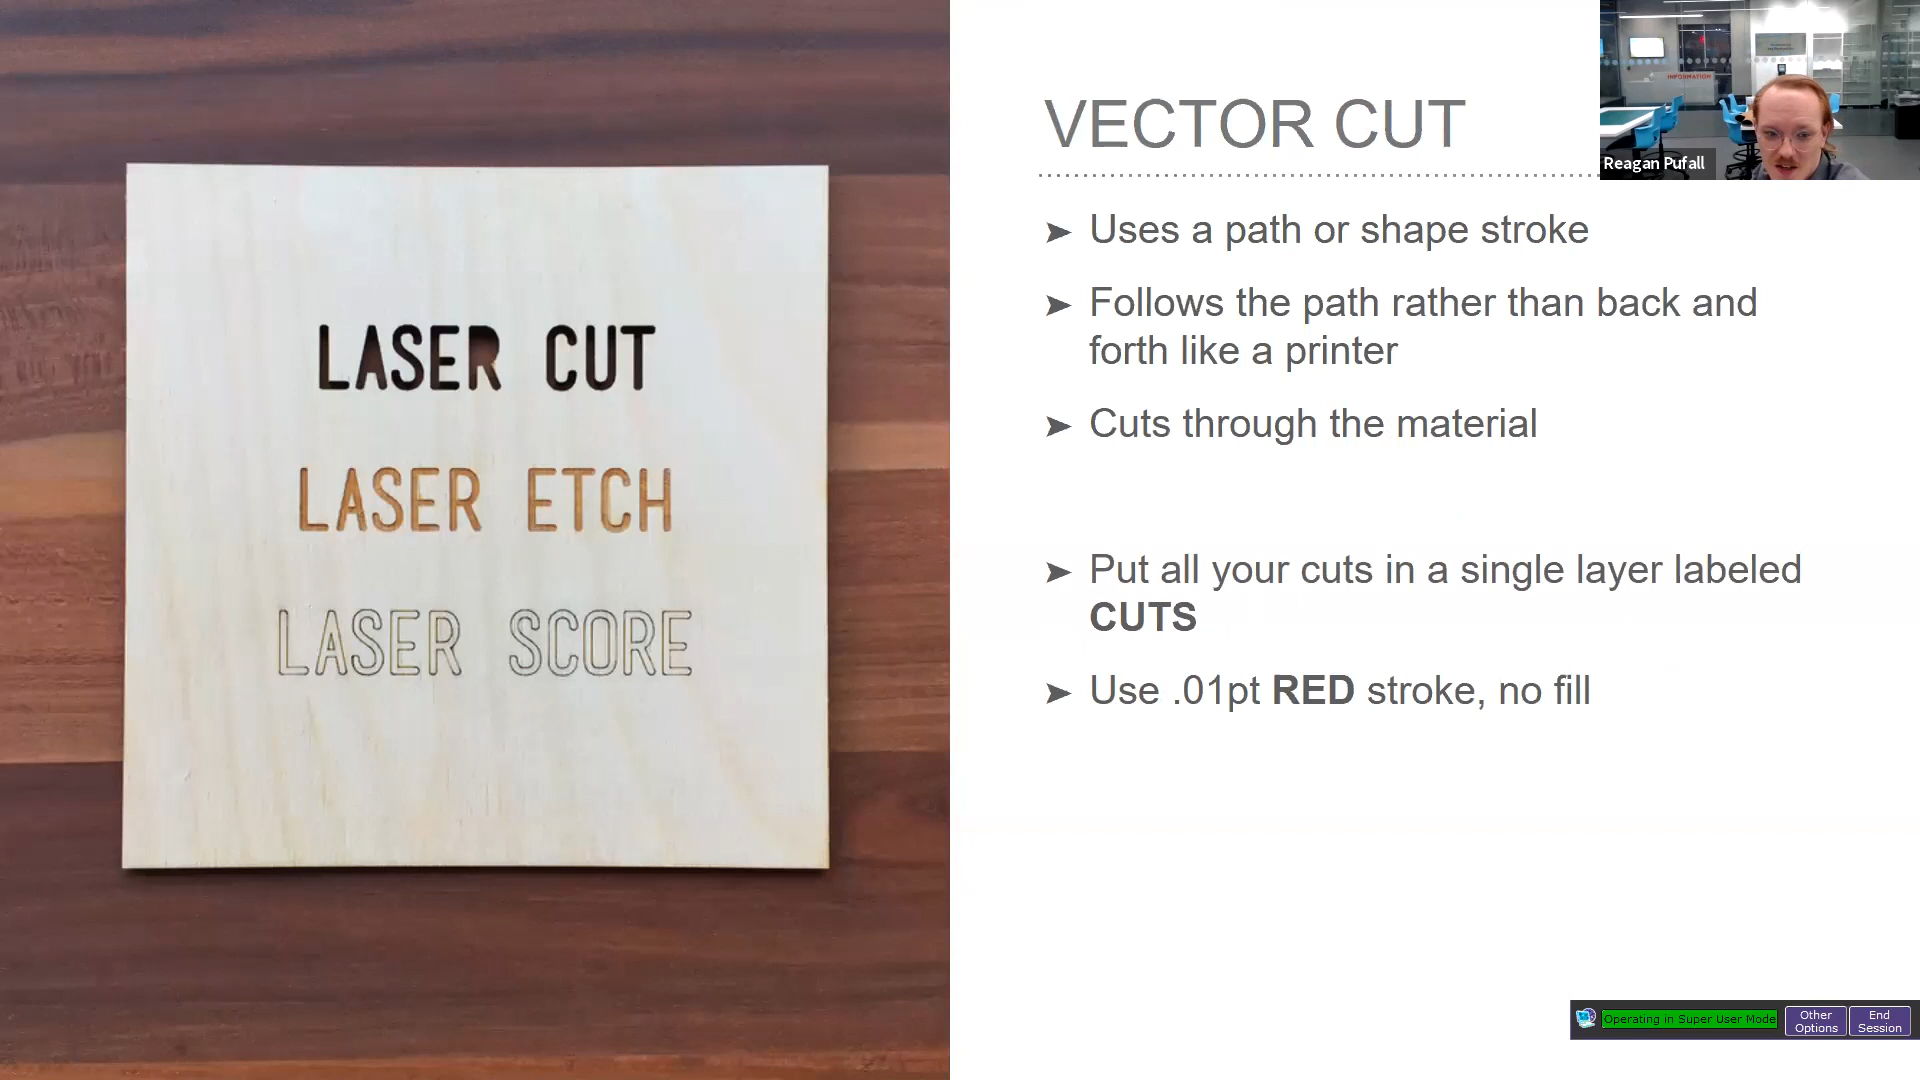 LASER CUT
LASER ETCH
LASER SCORE
VECTOR CUT
➤ Uses a path or shape stroke
➤ Follows the path rather than back and
forth like a printer
➤ Cuts through the material
➤ Put all your cuts in a single layer labeled
CUTS
➤ Use .01pt RED stroke, no fill
INFORMATION
Reagan Pufall
Operating in Super User Mode
Other
Options
End
Session